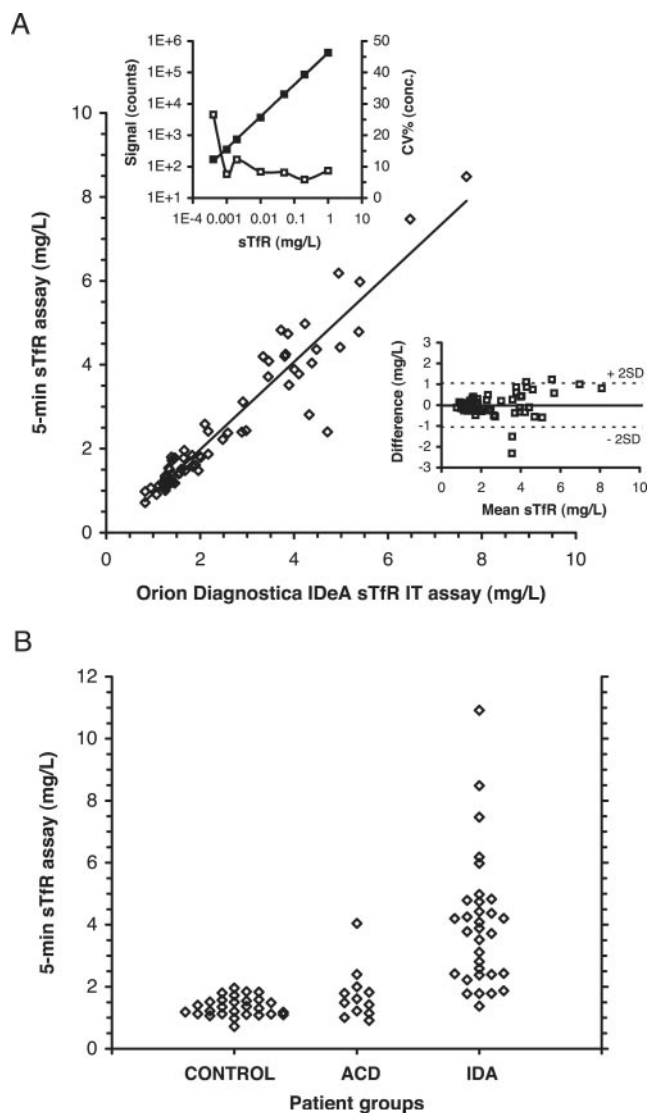 A
1E+6
1E+5
1E+4
1E+3
1E+2
1E+1
Signal (counts)
50
40
30
20
10
0
CV% (conc.)
1E-4 0.001 0.01 0.1 1 10
sTfR (mg/L)
10
8
6
4
2
0
5-min sTfR assay (mg/L)
3
2
1
0
-1
-2
-3
Difference (mg/L)
+ 2SD
- 2SD
0 2 4 6 8 10
Mean sTfR (mg/L)
0 2 4 6 8 10
Orion Diagnostica IDeA sTfR IT assay (mg/L)
B
12
10
8
6
4
2
0
5-min sTfR assay (mg/L)
CONTROL ACD IDA
Patient groups